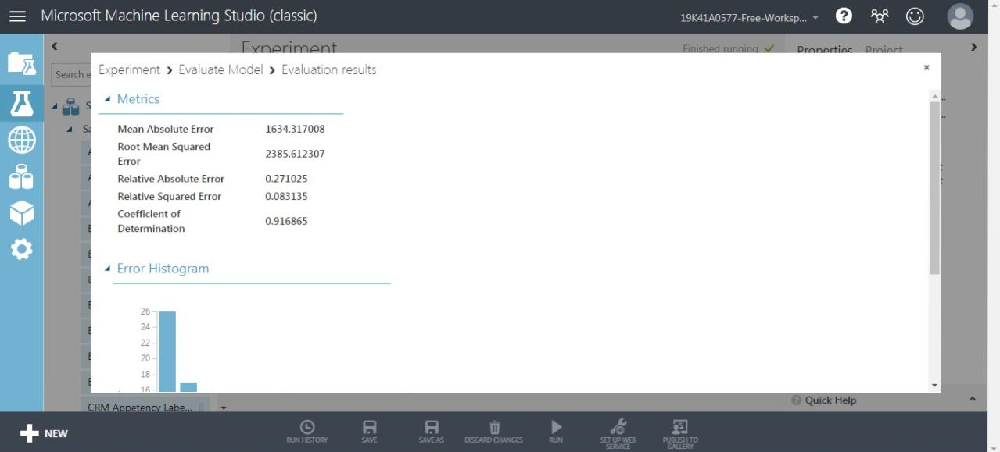 Microsoft Machine Learning Studio (classic)
19K41A0577-Free-Worksp...
Experiment
Finished running
Properties Project
Search e
Experiment > Evaluate Model > Evaluation results
Metrics
Mean Absolute Error 1634.317008
Root Mean Squared
Error 2385.612307
Relative Absolute Error 0.271025
Relative Squared Error 0.083135
Coefficient of
Determination 0.916865
Error Histogram
26
24
22
20
18
16
CRM Appetency Labe...
Quick Help
NEW
RUN HISTORY
SAVE
SAVE AS
DISCARD CHANGES
RUN
SET UP WEB
SERVICE
PUBLISH TO
GALLERY